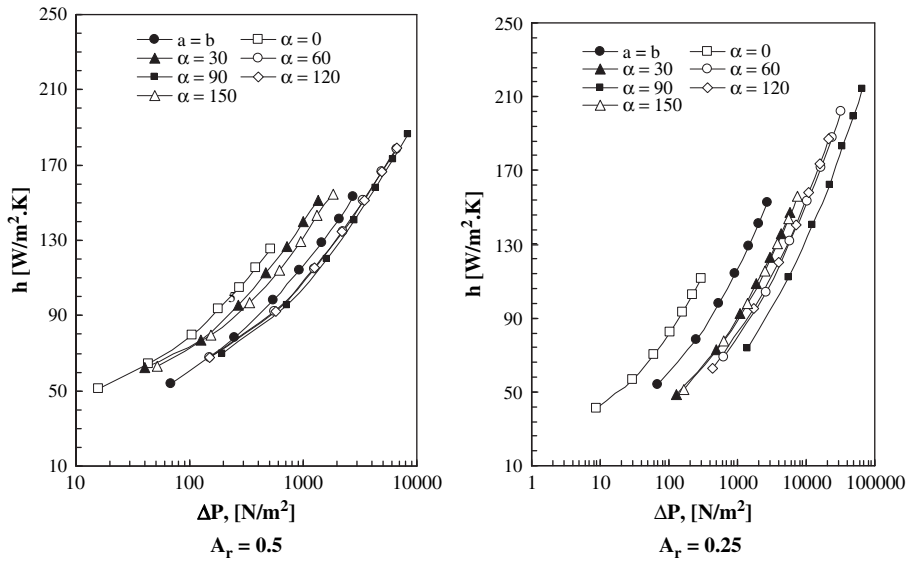 250
210
170
130
90
50
10
h [W/m².K]
a = b
α = 0
α = 30
α = 60
α = 90
α = 120
α = 150
10
100
1000
10000
ΔP, [N/m²]
A_r = 0.5
250
210
170
130
90
50
10
h [W/m².K]
a = b
α = 0
α = 30
α = 60
α = 90
α = 120
α = 150
1
10
100
1000
10000
100000
ΔP, [N/m²]
A_r = 0.25